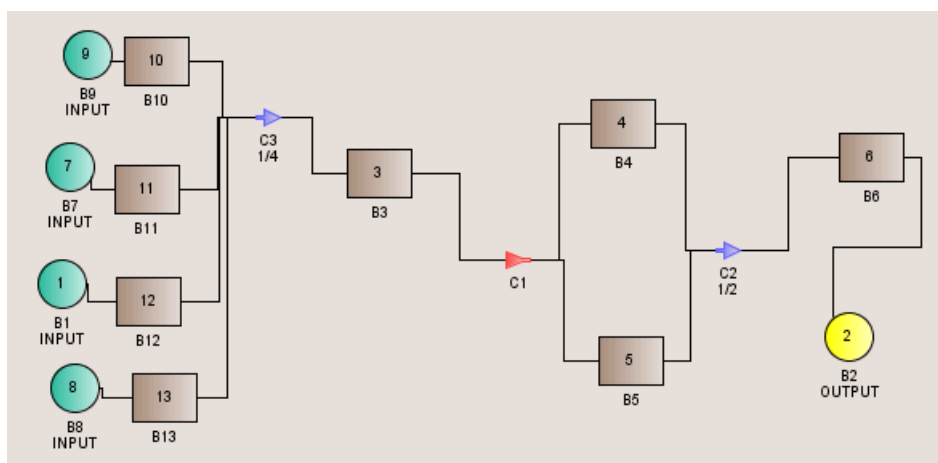 9
B9
INPUT
10
B10
7
B7
INPUT
11
B11
1
B1
INPUT
12
B12
8
B8
INPUT
13
B13
C3
1/4
3
B3
C1
4
B4
5
B5
C2
1/2
6
B6
2
B2
OUTPUT